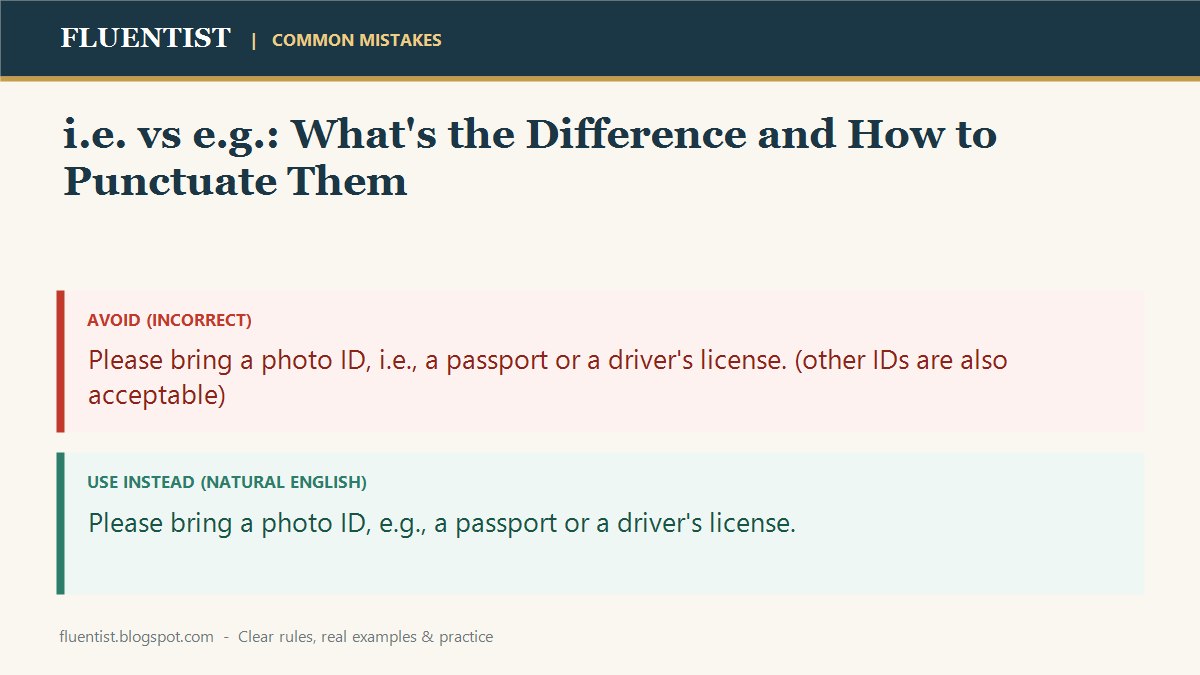 FLUENTIST | COMMON MISTAKES
i.e. vs e.g.: What's the Difference and How to
Punctuate Them
AVOID (INCORRECT)
Please bring a photo ID, i.e., a passport or a driver's license. (other IDs are also
acceptable)
USE INSTEAD (NATURAL ENGLISH)
Please bring a photo ID, e.g., a passport or a driver's license.
fluentist.blogspot.com - Clear rules, real examples & practice